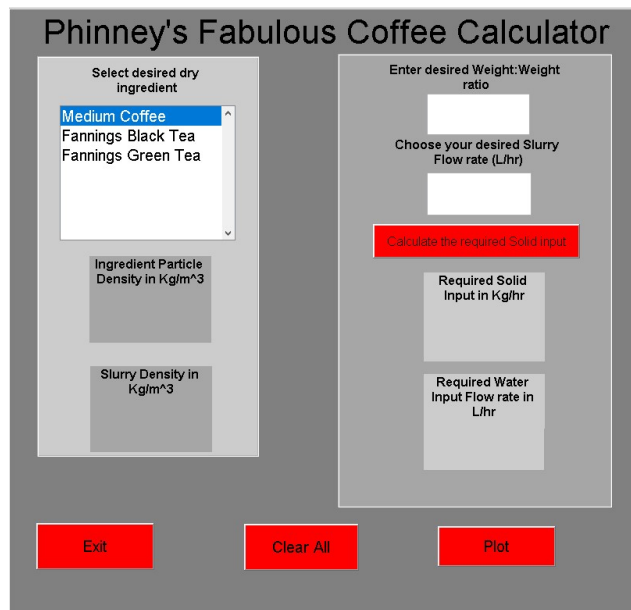 Phinney's Fabulous Coffee Calculator
Select desired dry
ingredient
Medium Coffee
Fannings Black Tea
Fannings Green Tea
Ingredient Particle
Density in Kg/m^3
Slurry Density in
Kg/m^3
Enter desired Weight:Weight
ratio
Choose your desired Slurry
Flow rate (L/hr)
Calculate the required Solid input
Required Solid
Input in Kg/hr
Required Water
Input Flow rate in
L/hr
Exit
Clear All
Plot